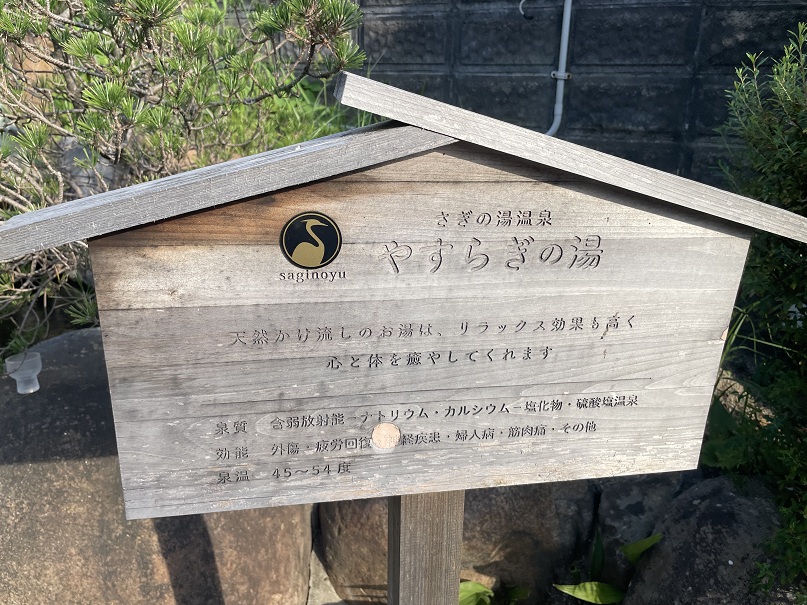 さぎの湯温泉
saginoyu
やすらぎの湯
天然かけ流しのお湯は、リラックス効果も高く
心と体を癒やしてくれます
泉質 含弱放射能ーナトリウム・カルシウムー塩化物・硫酸塩温泉
効能 外傷・疲労回復 経疾患・婦人病・筋肉痛・その他
泉温 45～54度